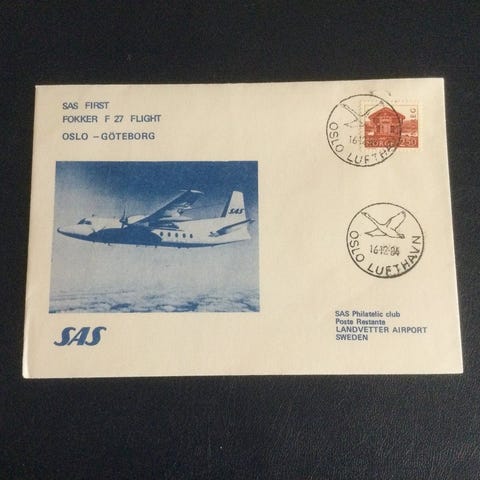 SAS FIRST
FOKKER F 27 FLIGHT
OSLO – GÖTEBORG
NORGE 250
OSLO LUFTHAVN
16.12.84
SAS
SAS
OSLO LUFTHAVN
SAS Philatelic club
Poste Restante
LANDVETTER AIRPORT
SWEDEN